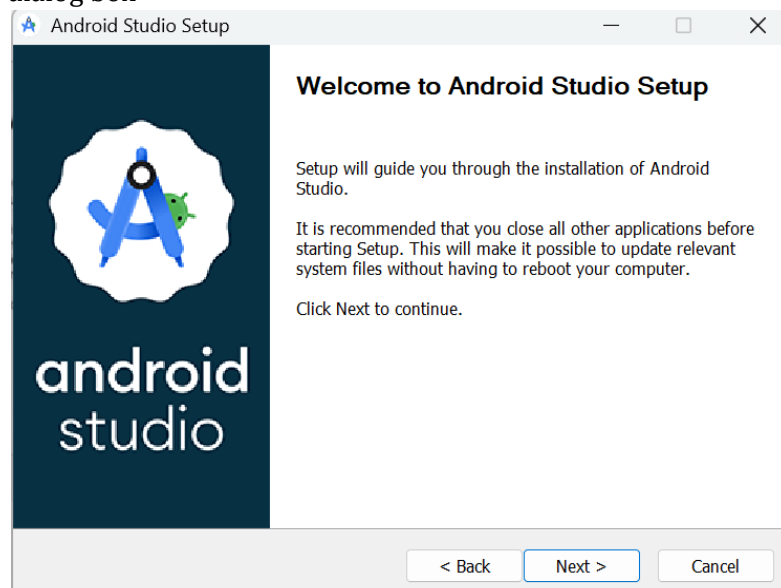 Android Studio Setup
Welcome to Android Studio Setup
Setup will guide you through the installation of Android
Studio.
It is recommended that you close all other applications before
starting Setup. This will make it possible to update relevant
system files without having to reboot your computer.
Click Next to continue.
android
studio
< Back
Next >
Cancel